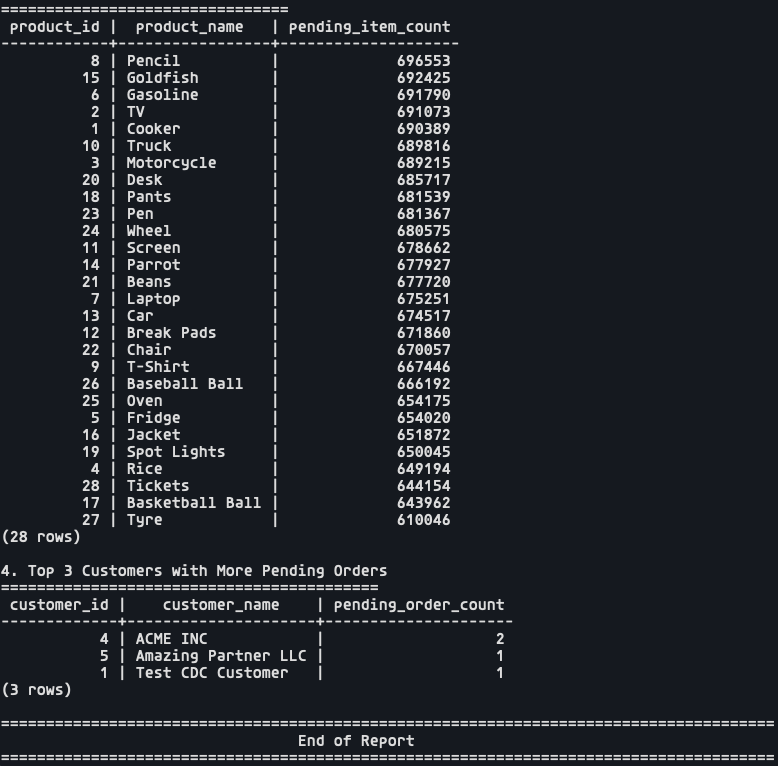 ================================
 product_id |  product_name   | pending_item_count
------------+-----------------+--------------------
          8 | Pencil          |             696553
         15 | Goldfish        |             692425
          6 | Gasoline        |             691790
          2 | TV              |             691073
          1 | Cooker          |             690389
         10 | Truck           |             689816
          3 | Motorcycle      |             689215
         20 | Desk            |             685717
         18 | Pants           |             681539
         23 | Pen             |             681367
         24 | Wheel           |             680575
         11 | Screen          |             678662
         14 | Parrot          |             677927
         21 | Beans           |             677720
          7 | Laptop          |             675251
         13 | Car             |             674517
         12 | Break Pads      |             671860
         22 | Chair           |             670057
          9 | T-Shirt         |             667446
         26 | Baseball Ball   |             666192
         25 | Oven            |             654175
          5 | Fridge          |             654020
         16 | Jacket          |             651872
         19 | Spot Lights     |             650045
          4 | Rice            |             649194
         28 | Tickets         |             644154
         17 | Basketball Ball |             643962
         27 | Tyre            |             610046
(28 rows)

4. Top 3 Customers with More Pending Orders
==========================================
 customer_id |    customer_name    | pending_order_count
-------------+---------------------+---------------------
           4 | ACME INC            |                   2
           5 | Amazing Partner LLC |                   1
           1 | Test CDC Customer   |                   1
(3 rows)

======================================================================================
                                 End of Report
======================================================================================